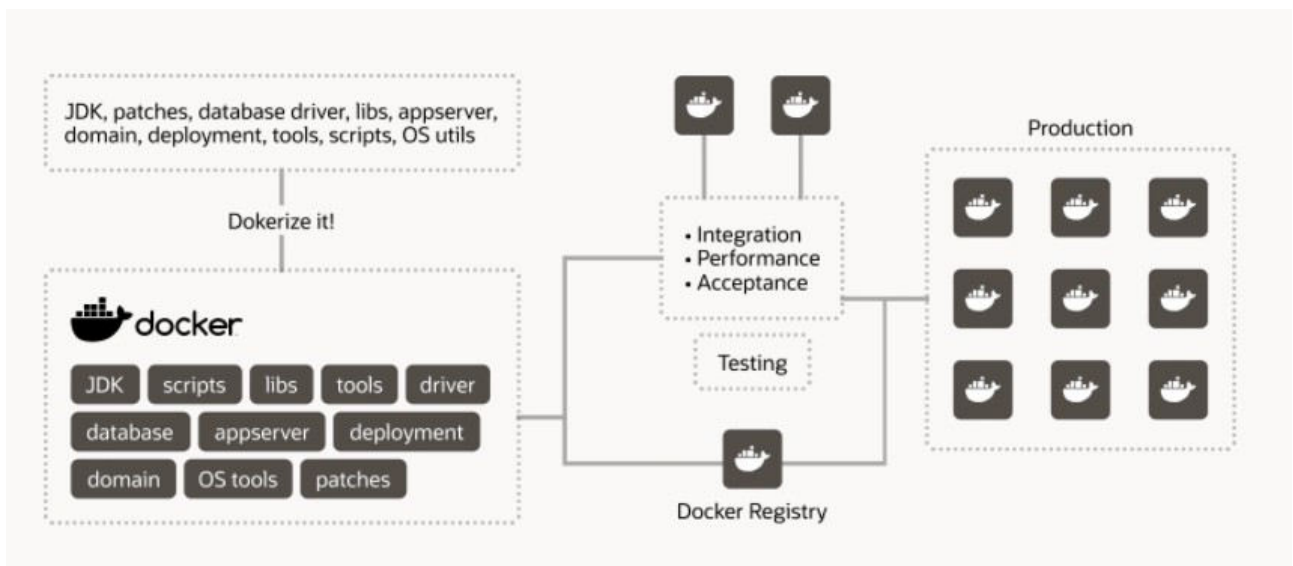 JDK, patches, database driver, libs, appserver,
domain, deployment, tools, scripts, OS utils
Dokerize it!
docker
JDK scripts libs tools driver
database appserver deployment
domain OS tools patches
• Integration
• Performance
• Acceptance
Testing
Docker Registry
Production